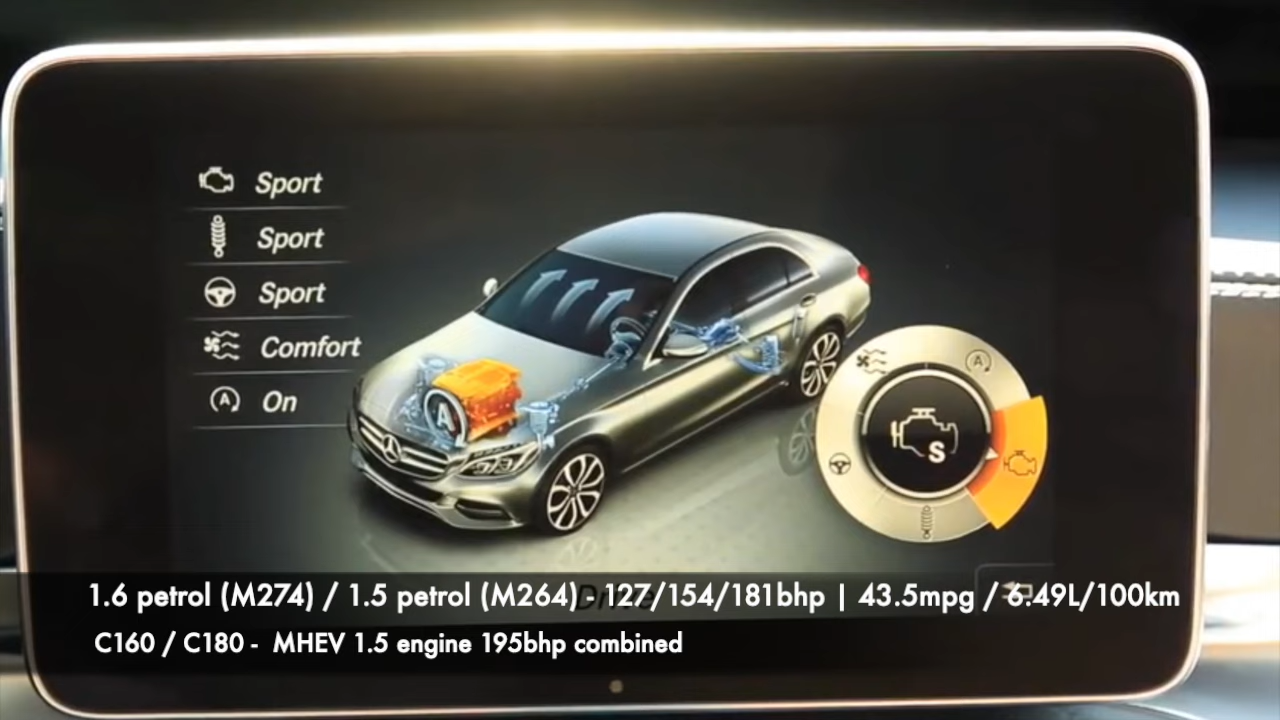 Sport
Sport
Sport
Comfort
A On
A
A
S
1.6 petrol (M274) / 1.5 petrol (M264) - 127/154/181bhp | 43.5mpg / 6.49L/100km
C160 / C180 - MHEV 1.5 engine 195bhp combined